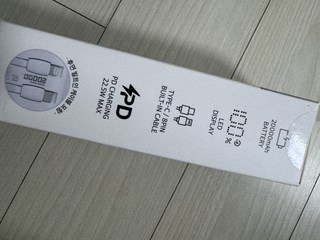 20000mAh
BATTERY
100%
LED
DISPLAY
TYPE-C / 8PIN
BUILT-IN CABLE
PD
PD CHARGING
22.5W MAX